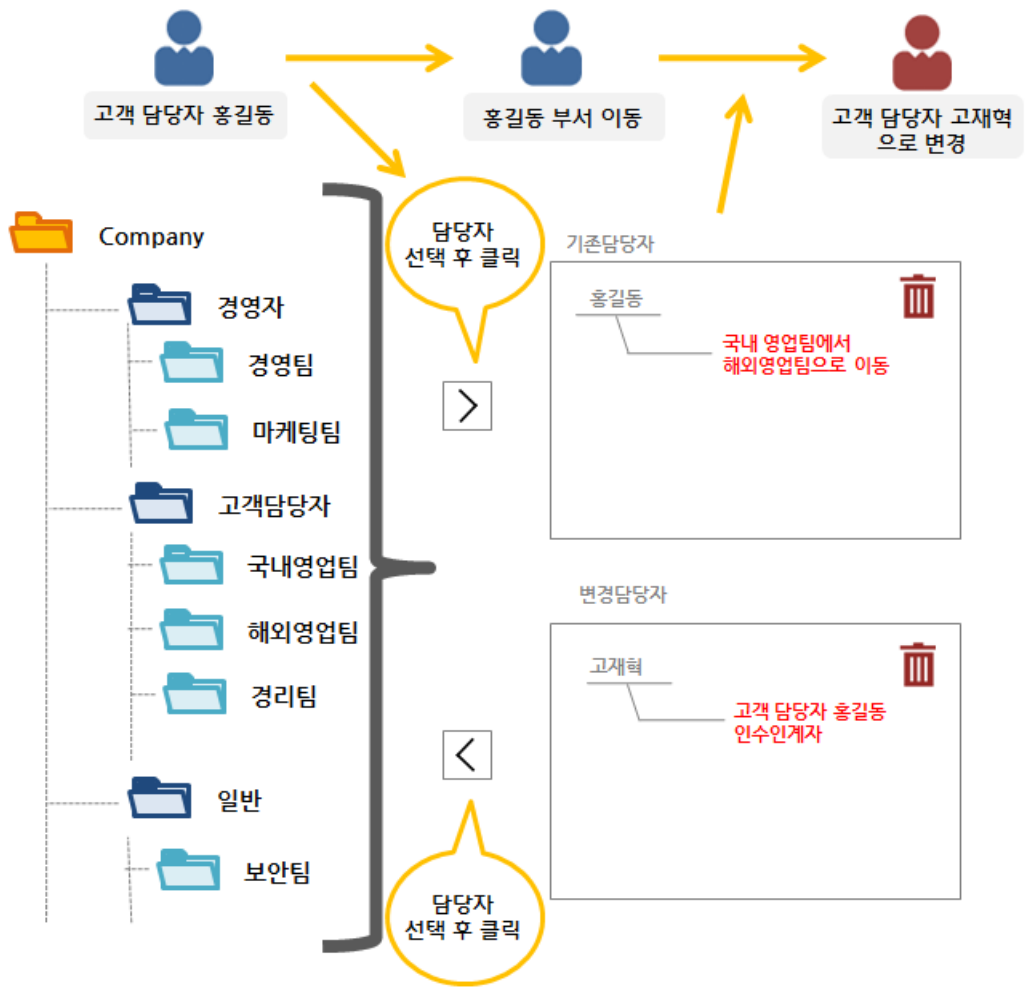 고객 담당자 홍길동
홍길동 부서 이동
고객 담당자 고재혁
으로 변경
Company
경영자
경영팀
마케팅팀
고객담당자
국내영업팀
해외영업팀
경리팀
일반
보안팀
담당자
선택 후 클릭
>
기존담당자
홍길동
국내 영업팀에서
해외영업팀으로 이동
변경담당자
고재혁
고객 담당자 홍길동
인수인계자
<
담당자
선택 후 클릭